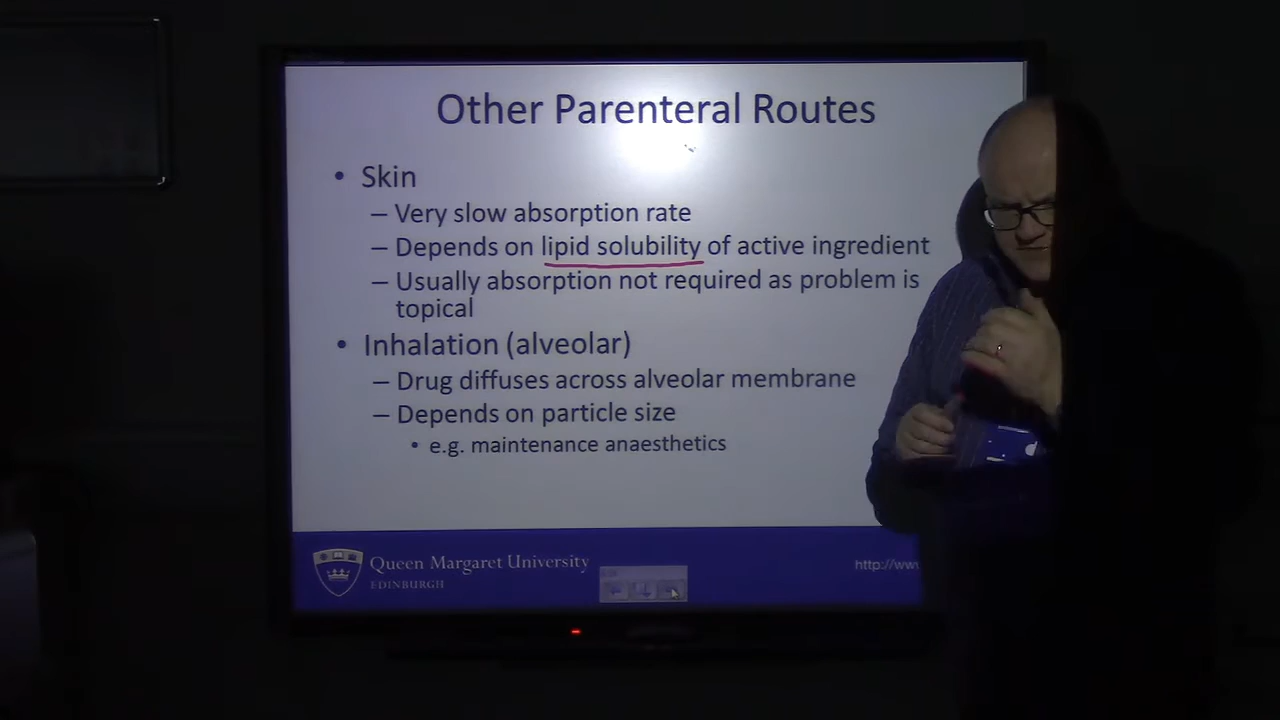 Other Parenteral Routes
• Skin
– Very slow absorption rate
– Depends on lipid solubility of active ingredient
– Usually absorption not required as problem is
topical
• Inhalation (alveolar)
– Drug diffuses across alveolar membrane
– Depends on particle size
• e.g. maintenance anaesthetics
Queen Margaret University
EDINBURGH
http://www